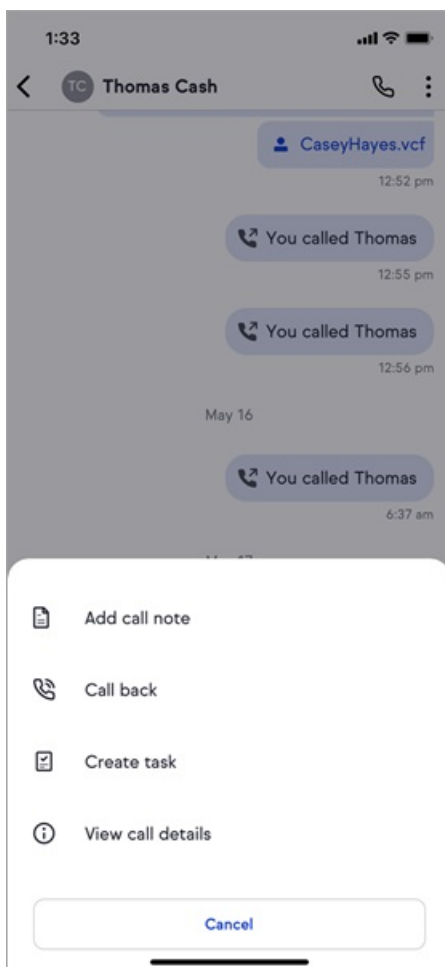 1:33
TC Thomas Cash
CaseyHayes.vcf
12:52 pm
You called Thomas
12:55 pm
You called Thomas
12:56 pm
May 16
You called Thomas
6:37 am
Add call note
Call back
Create task
View call details
Cancel